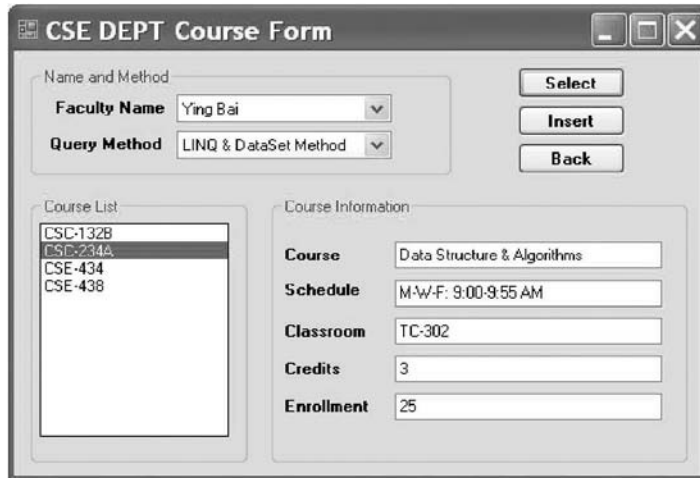 CSE DEPT Course Form
Name and Method
Faculty Name Ying Bai
Query Method LINQ & DataSet Method
Select
Insert
Back
Course List
CSC-132B
CSC-234A
CSE-434
CSE-438
Course Information
Course Data Structure & Algorithms
Schedule M-W-F: 9:00-9:55 AM
Classroom TC-302
Credits 3
Enrollment 25